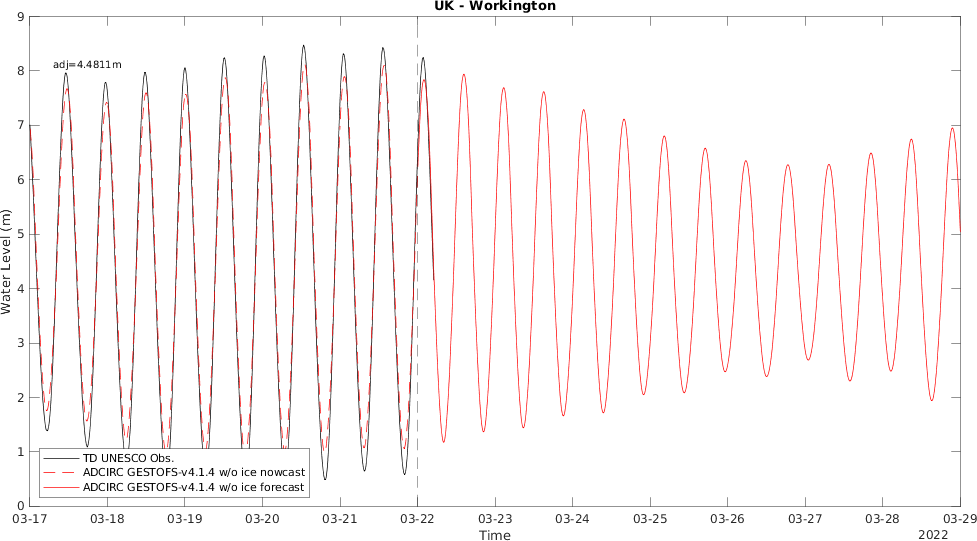 UK - Workington
9
8
7
6
5
4
3
2
1
0
Water Level (m)
adj=4.4811m
TD UNESCO Obs.
ADCIRC GESTOFS-v4.1.4 w/o ice nowcast
ADCIRC GESTOFS-v4.1.4 w/o ice forecast
03-17 03-18 03-19 03-20 03-21 03-22 03-23 03-24 03-25 03-26 03-27 03-28 03-29
Time
2022